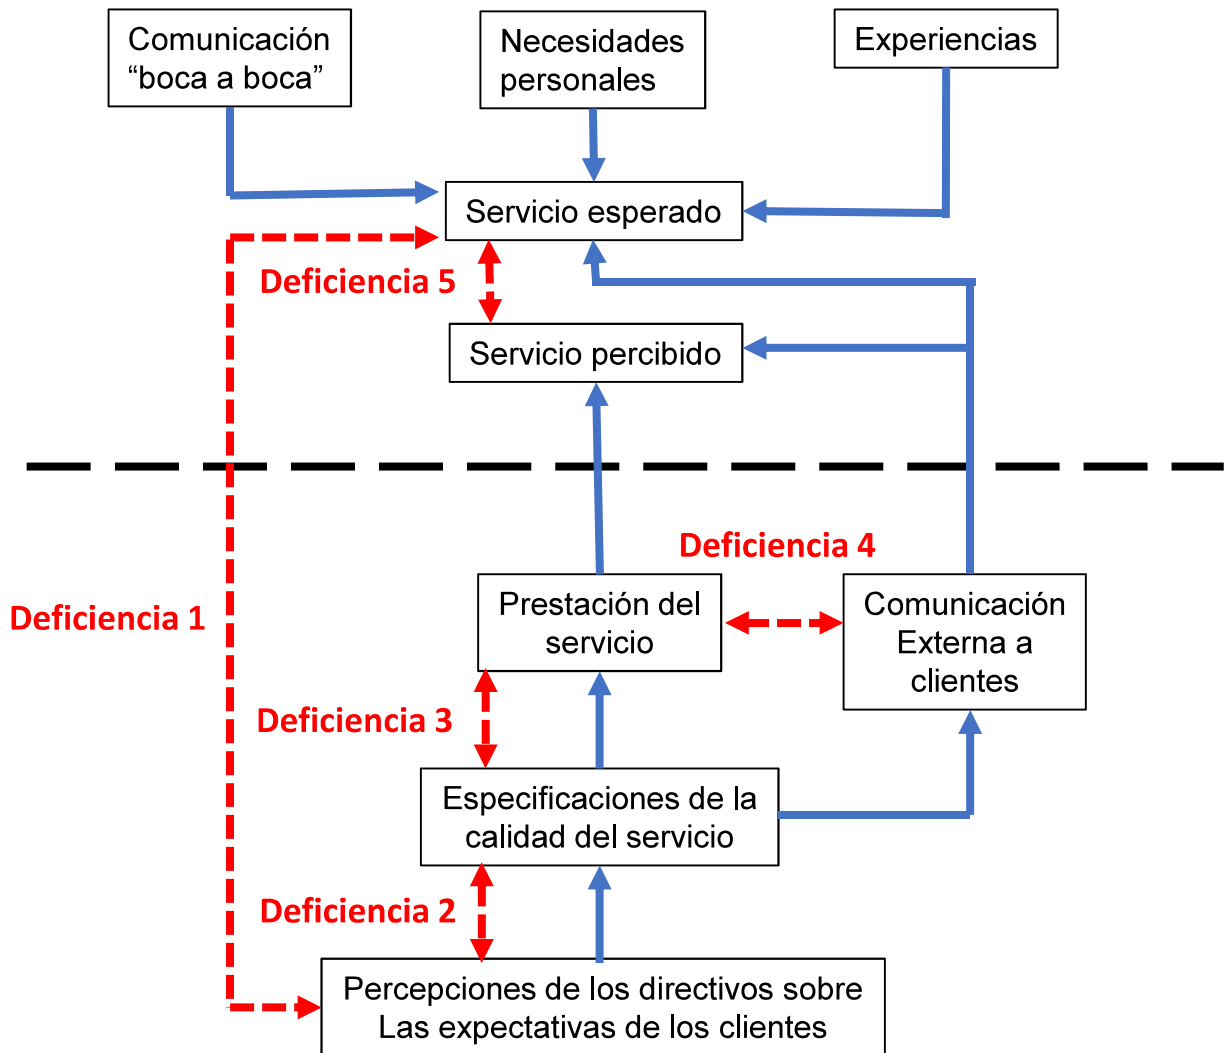 Comunicación
“boca a boca”
Necesidades
personales
Experiencias
Servicio esperado
Deficiencia 5
Servicio percibido
Deficiencia 4
Deficiencia 1
Prestación del
servicio
Comunicación
Externa a
clientes
Deficiencia 3
Especificaciones de la
calidad del servicio
Deficiencia 2
Percepciones de los directivos sobre
Las expectativas de los clientes